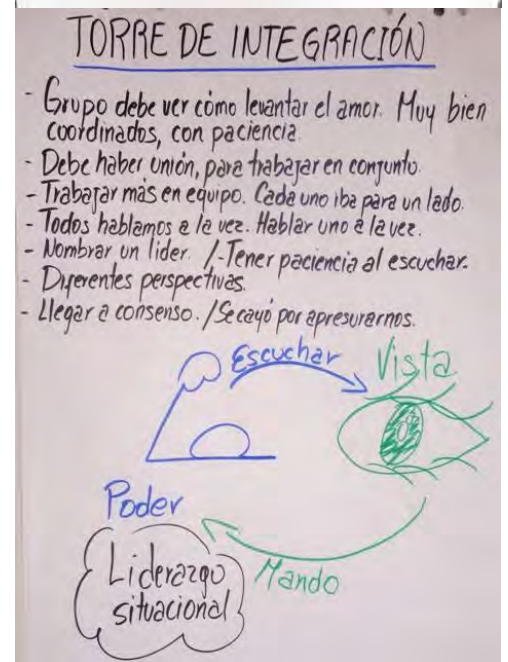 TORRE DE INTEGRACIÓN
- Grupo debe ver cómo levantar el amor. Muy bien
coordinados, con paciencia
- Debe haber unión, para trabajar en conjunto.
- Trabajar más en equipo. Cada uno iba para un lado.
- Todos hablamos a la vez. Hablar uno a la vez.
- Nombrar un lider. /-Tener paciencia al escuchar.
- Diferentes perspectivas.
- Llegar a consenso. /Se cayó por apresurarnos.
Escuchar
Vista
Poder
Liderazgo
situacional
Mando